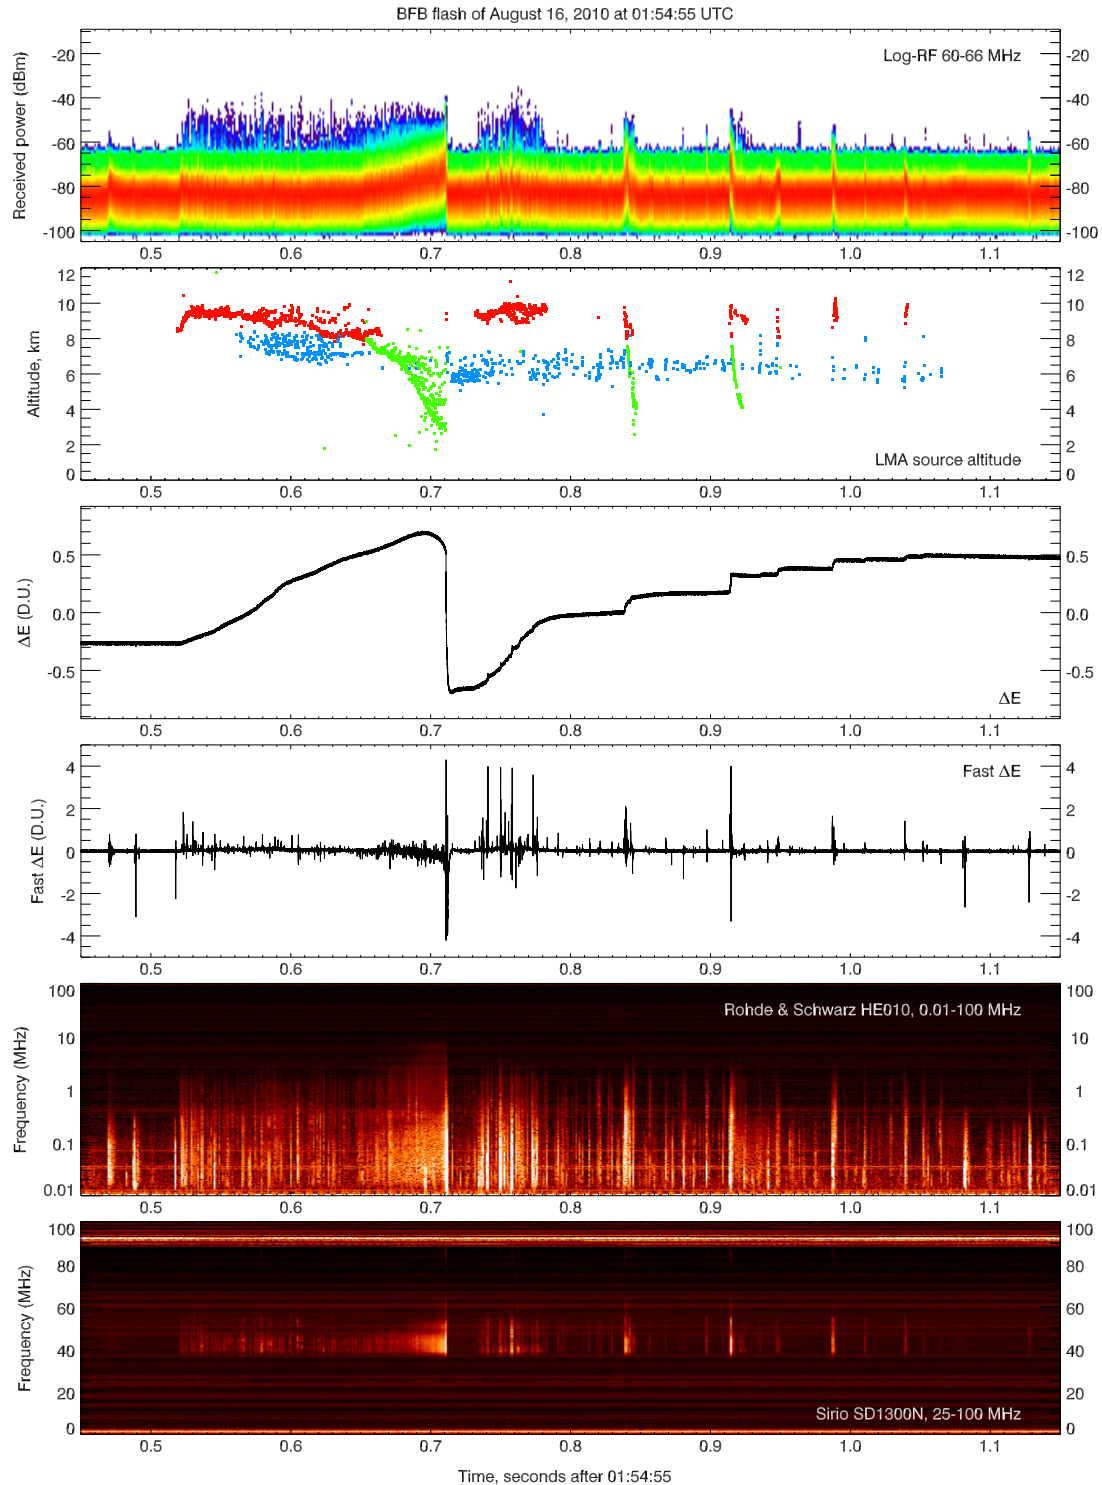 BFB flash of August 16, 2010 at 01:54:55 UTC
Received power (dBm)
-20 -40 -60 -80 -100
Log-RF 60-66 MHz
-20 -40 -60 -80 -100
0.5 0.6 0.7 0.8 0.9 1.0 1.1
Altitude, km
12 10 8 6 4 2 0
LMA source altitude
12 10 8 6 4 2 0
0.5 0.6 0.7 0.8 0.9 1.0 1.1
ΔE (D.U.)
0.5 0.0 -0.5
ΔE
0.5 0.0 -0.5
0.5 0.6 0.7 0.8 0.9 1.0 1.1
Fast ΔE (D.U.)
4 2 0 -2 -4
Fast ΔE
4 2 0 -2 -4
0.5 0.6 0.7 0.8 0.9 1.0 1.1
Frequency (MHz)
100 10 1 0.1 0.01
Rohde & Schwarz HE010, 0.01-100 MHz
100 10 1 0.1 0.01
0.5 0.6 0.7 0.8 0.9 1.0 1.1
Frequency (MHz)
100 80 60 40 20 0
Sirio SD1300N, 25-100 MHz
100 80 60 40 20 0
0.5 0.6 0.7 0.8 0.9 1.0 1.1
Time, seconds after 01:54:55